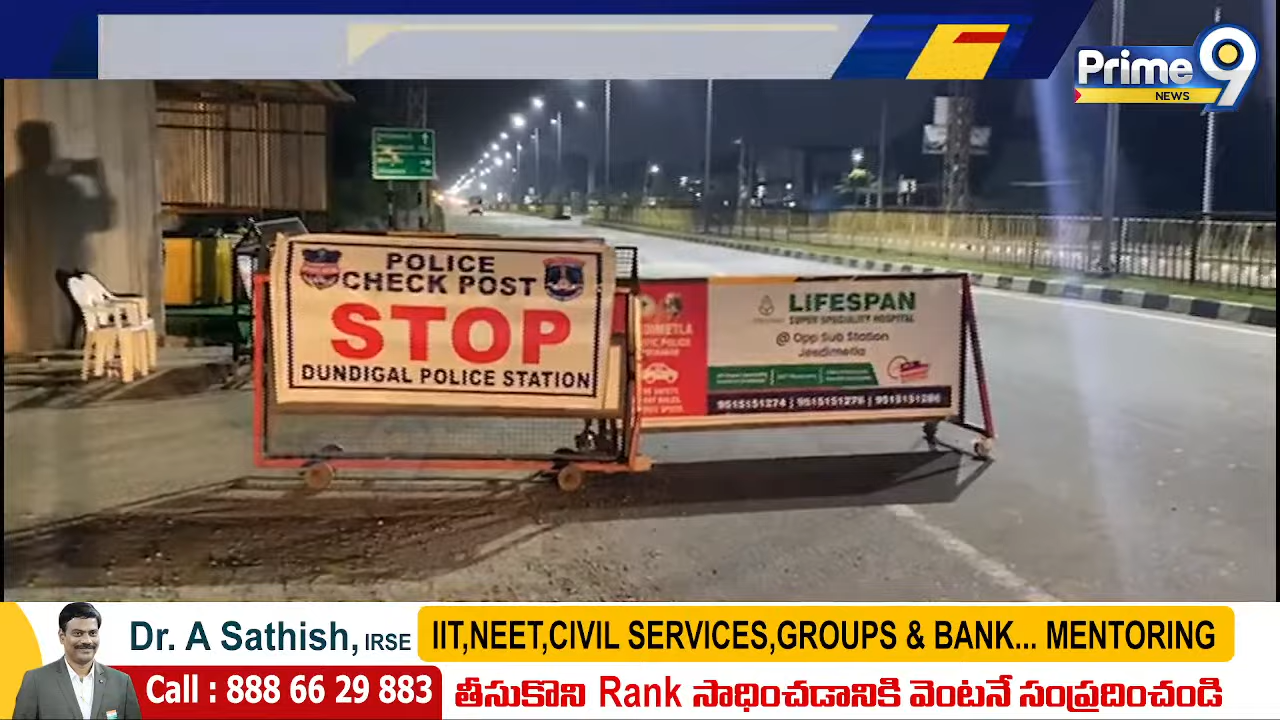 Prime9
NEWS
POLICE
CHECK POST
STOP
DUNDIGAL POLICE STATION
LIFESPAN
SUPER SPECIALITY HOSPITAL
@ Opp Sub Station
Jeedimetla
9515151274 | 9515151276 | 9515151286
Dr. A Sathish, IRSE
IIT,NEET,CIVIL SERVICES,GROUPS & BANK... MENTORING
Call : 888 66 29 883
తీసుకొని Rank సాధించడానికి వెంటనే సంప్రదించండి